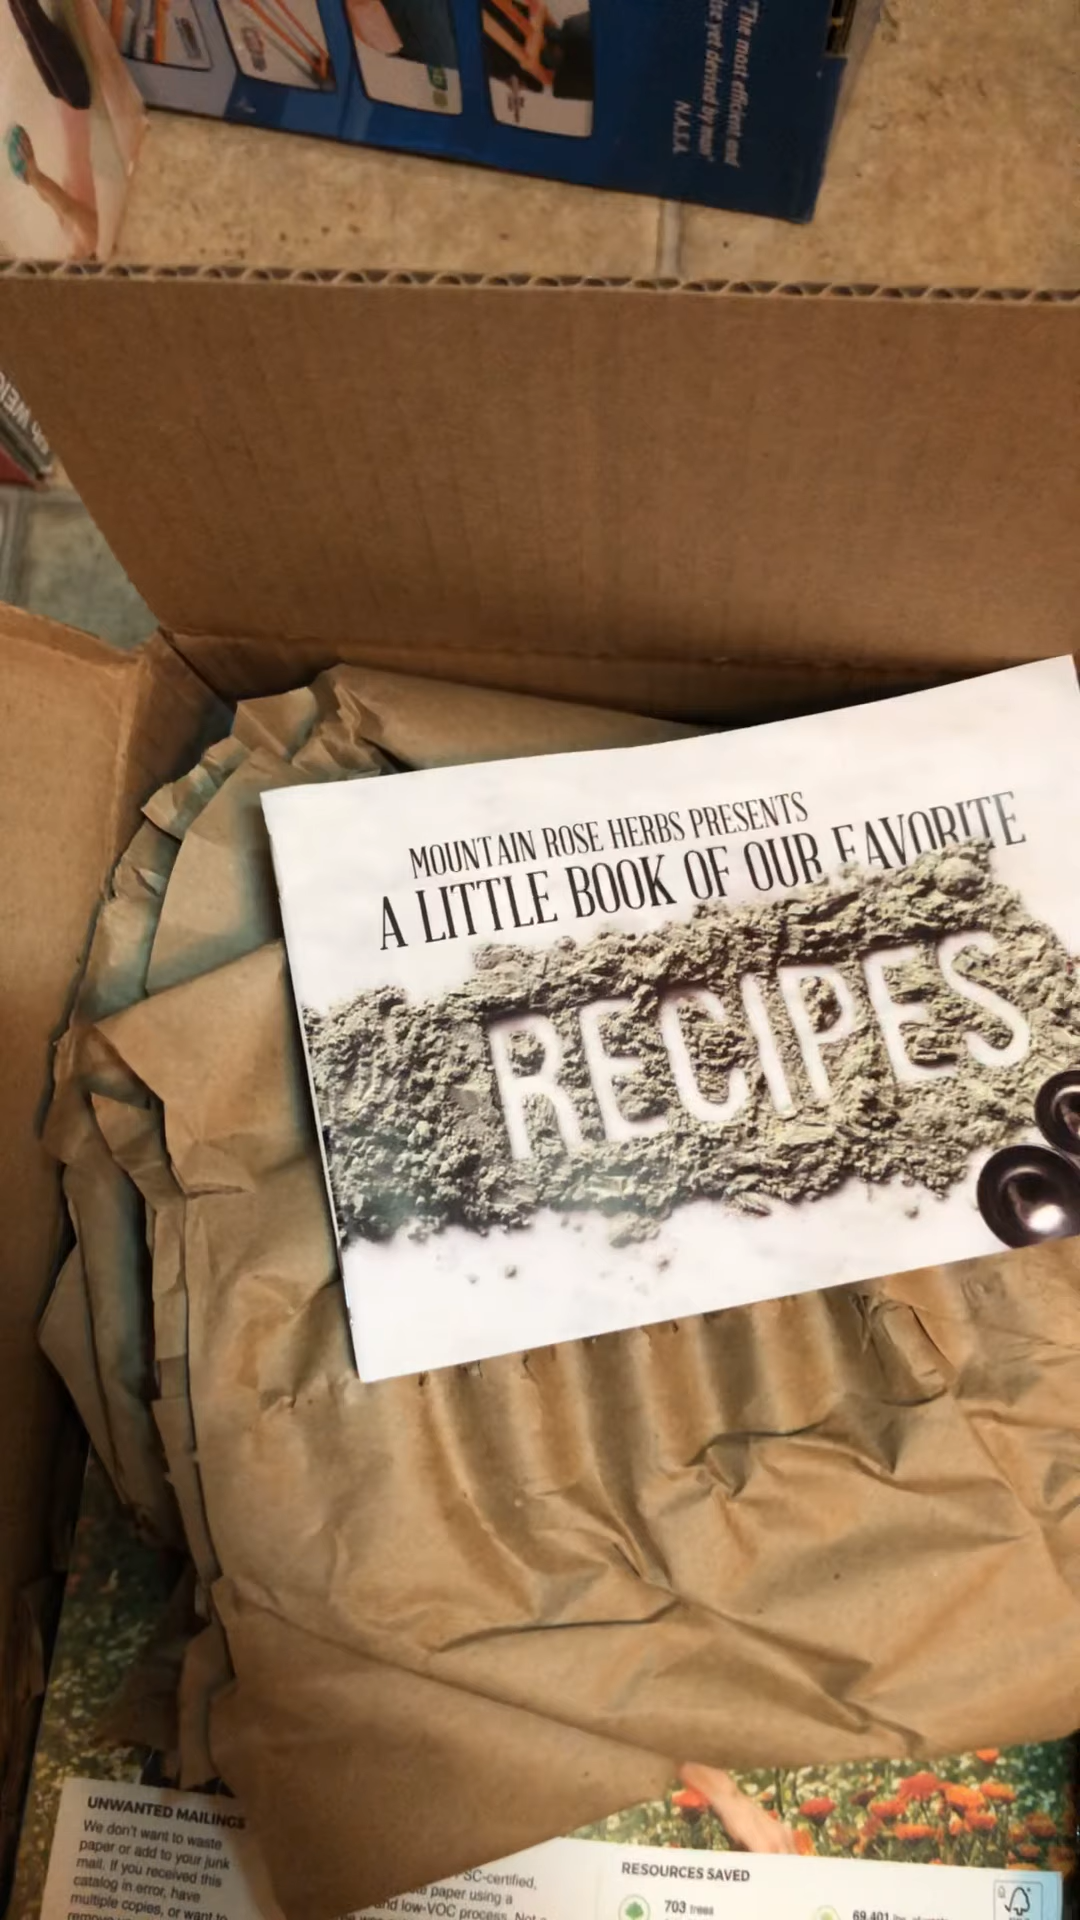 "The most efficient and
yet devised by man"
N.A.S.A.
WEIG
MOUNTAIN ROSE HERBS PRESENTS
A LITTLE BOOK OF OUR FAVORITE
RECIPES
UNWANTED MAILINGS
We don't want to waste
paper or add to your junk
mail. If you received this
catalog in error, have
multiple copies, or want to
SC-certified,
paper using a
and low-VOC process. Not
RESOURCES SAVED
703 trees
69,401